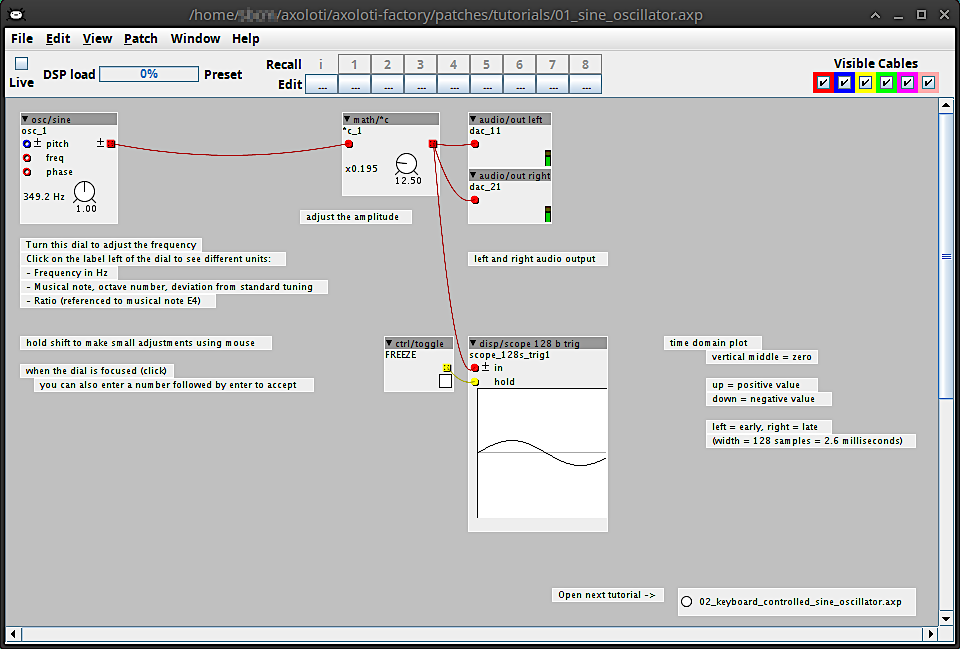 /home/ /axoloti/axoloti-factory/patches/tutorials/01_sine_oscillator.axp
File Edit View Patch Window Help
Live
DSP load 0% Preset
Recall i 1 2 3 4 5 6 7 8
Edit ... ... ... ... ... ... ... ... ...
Visible Cables
osc/sine
osc_1
± pitch ±
freq
phase
349.2 Hz
1.00
math/*c
*c_1
x0.195
12.50
audio/out left
dac_11
audio/out right
dac_21
adjust the amplitude
Turn this dial to adjust the frequency
Click on the label left of the dial to see different units:
- Frequency in Hz
- Musical note, octave number, deviation from standard tuning
- Ratio (referenced to musical note E4)
left and right audio output
hold shift to make small adjustments using mouse
when the dial is focused (click)
you can also enter a number followed by enter to accept
ctrl/toggle
FREEZE
disp/scope 128 b trig
scope_128s_trig1
± in
hold
time domain plot
vertical middle = zero
up = positive value
down = negative value
left = early, right = late
(width = 128 samples = 2.6 milliseconds)
Open next tutorial ->
02_keyboard_controlled_sine_oscillator.axp